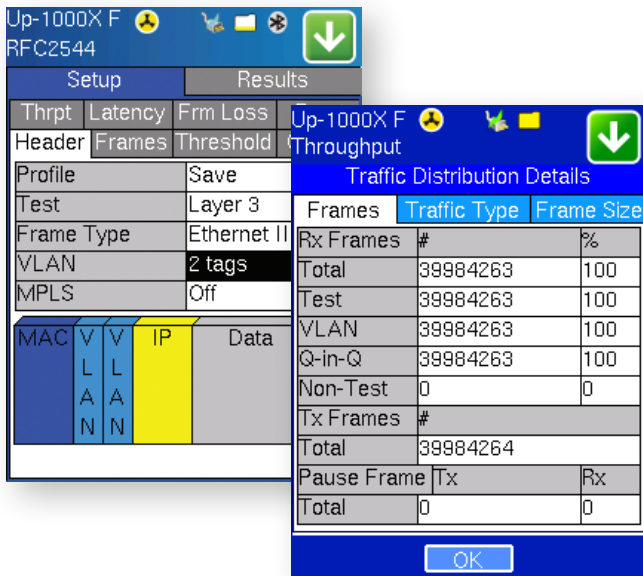 Up-1000X F
RFC2544
Setup Results
Thrpt Latency Frm Loss
Header Frames Threshold
Profile Save
Test Layer 3
Frame Type Ethernet II
VLAN 2 tags
MPLS Off
MAC VLAN VLAN IP Data
Up-1000X F
Throughput
Traffic Distribution Details
Frames Traffic Type Frame Size
Rx Frames # %
Total 39984263 100
Test 39984263 100
VLAN 39984263 100
Q-in-Q 39984263 100
Non-Test 0 0
Tx Frames #
Total 39984264
Pause Frame Tx Rx
Total 0 0
OK